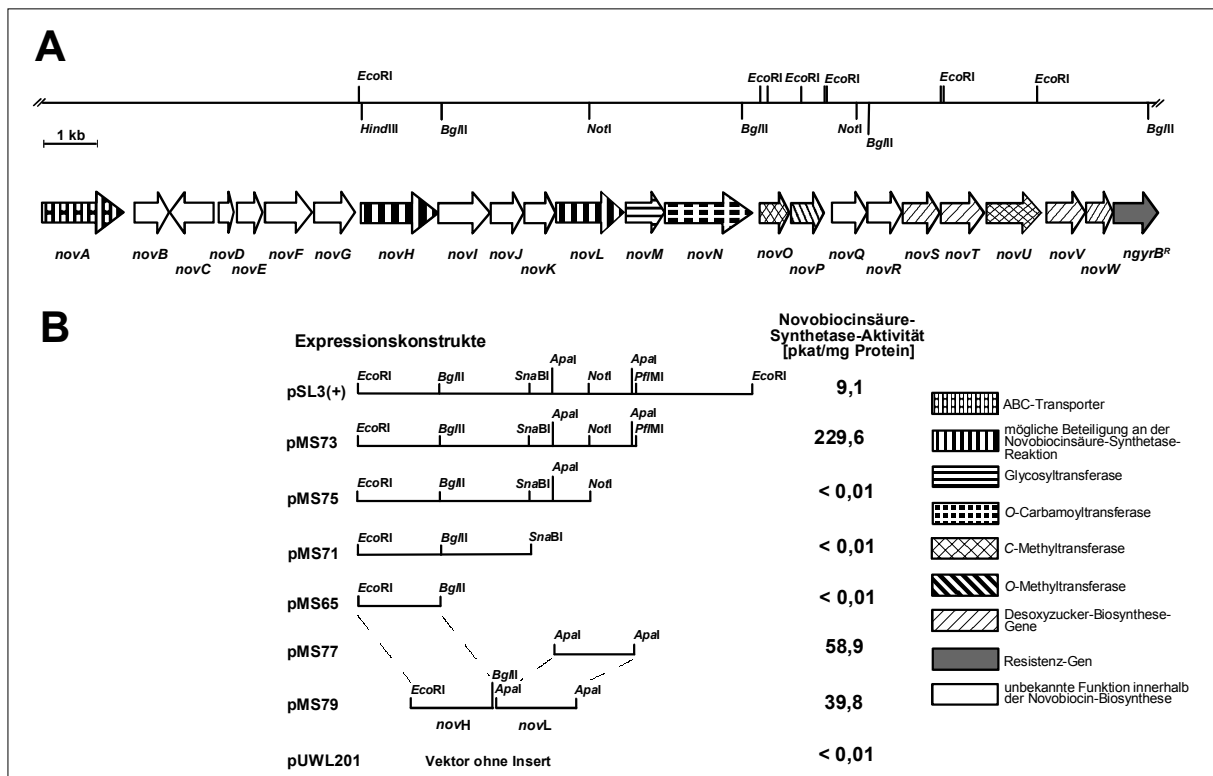 A
EcoRI
EcoRI EcoRI EcoRI EcoRI EcoRI
HindIII BglII NotI BglII NotI BglII BglII
1 kb
novA novB novC novD novE novF novG novH novI novJ novK novL novM novN novO novP novQ novR novS novT novU novV novW ngyrBR
B
Expressionskonstrukte
Novobiocinsäure-
Synthetase-Aktivität
[pkat/mg Protein]
pSL3(+) EcoRI BglII SnaBI ApaI NotI ApaI PflMI EcoRI 9,1
pMS73 EcoRI BglII SnaBI ApaI NotI ApaI PflMI 229,6
pMS75 EcoRI BglII SnaBI ApaI NotI < 0,01
pMS71 EcoRI BglII SnaBI < 0,01
pMS65 EcoRI BglII < 0,01
pMS77 ApaI ApaI 58,9
pMS79 EcoRI BglII ApaI ApaI 39,8
novH novL
pUWL201 Vektor ohne Insert < 0,01
ABC-Transporter
mögliche Beteiligung an der
Novobiocinsäure-Synthetase-
Reaktion
Glycosyltransferase
O-Carbamoyltransferase
C-Methyltransferase
O-Methyltransferase
Desoxyzucker-Biosynthese-
Gene
Resistenz-Gen
unbekannte Funktion innerhalb
der Novobiocin-Biosynthese